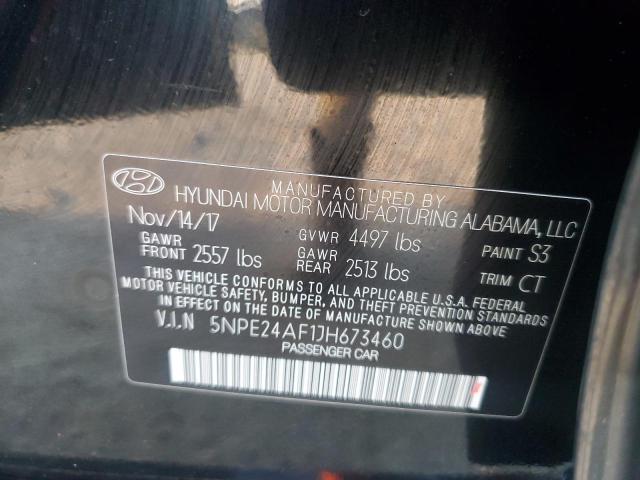 MANUFACTURED BY
HYUNDAI MOTOR MANUFACTURING ALABAMA, LLC
Nov/14/17
GVWR 4497 lbs
PAINT S3
GAWR FRONT 2557 lbs
GAWR REAR 2513 lbs
TRIM CT
THIS VEHICLE CONFORMS TO ALL APPLICABLE U.S.A. FEDERAL
MOTOR VEHICLE SAFETY, BUMPER, AND THEFT PREVENTION STANDARDS
IN EFFECT ON THE DATE OF MANUFACTURE SHOWN ABOVE.
V.I.N 5NPE24AF1JH673460
PASSENGER CAR